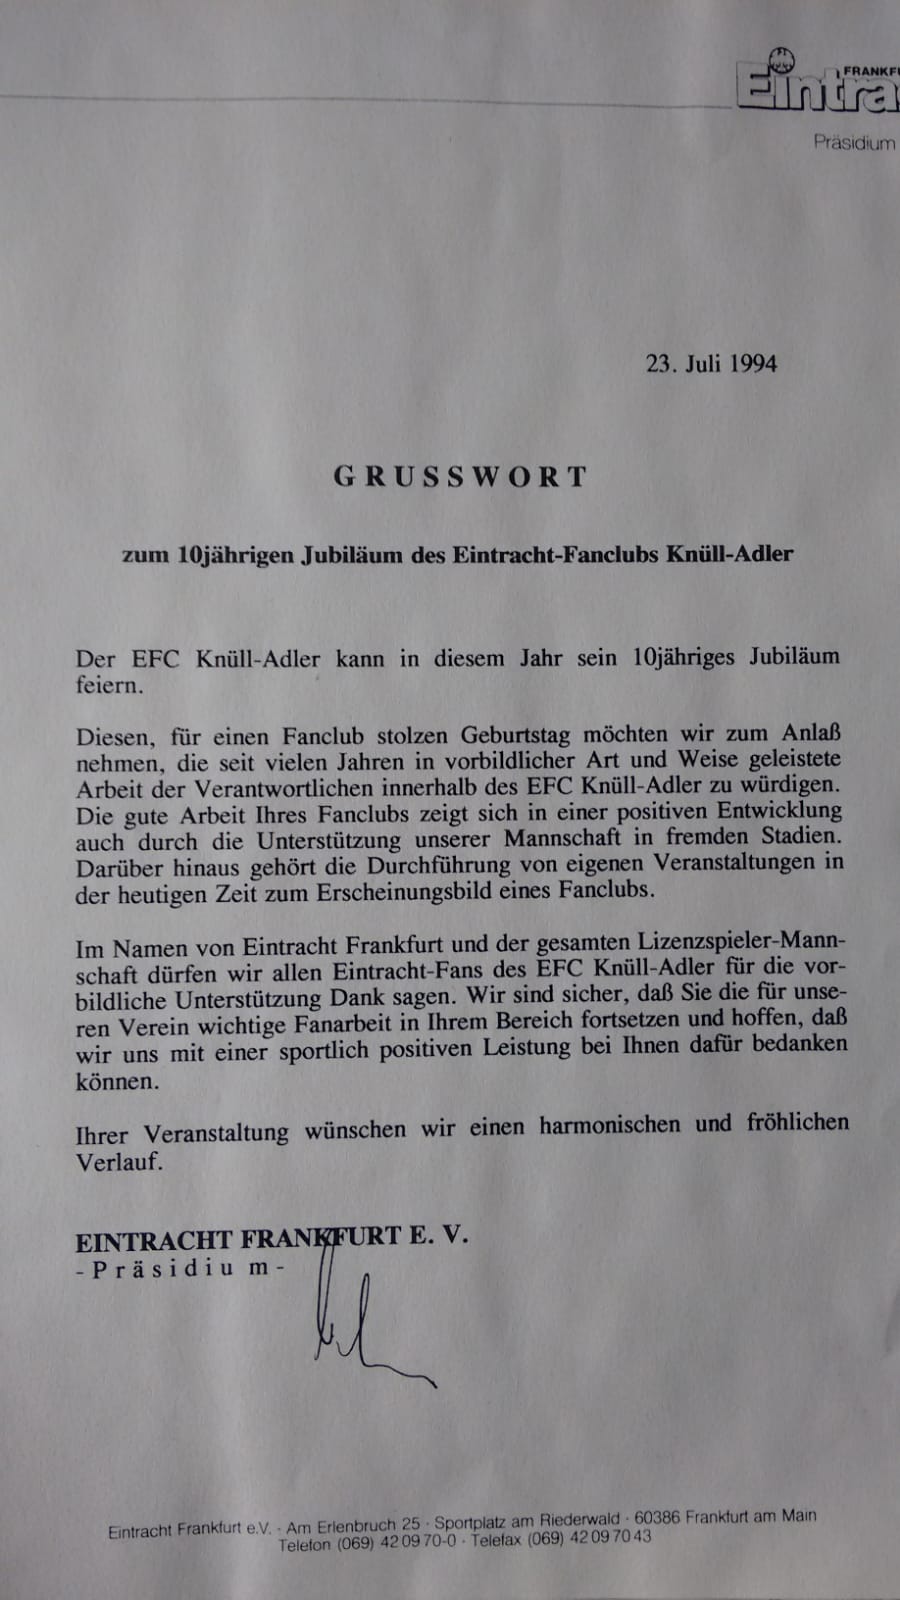 FRANKFU
Eintra
Präsidium
23. Juli 1994
GRUSSWORT
zum 10jährigen Jubiläum des Eintracht-Fanclubs Knüll-Adler
Der EFC Knüll-Adler kann in diesem Jahr sein 10jähriges Jubiläum
feiern.
Diesen, für einen Fanclub stolzen Geburtstag möchten wir zum Anlaß
nehmen, die seit vielen Jahren in vorbildlicher Art und Weise geleistete
Arbeit der Verantwortlichen innerhalb des EFC Knüll-Adler zu würdigen.
Die gute Arbeit Ihres Fanclubs zeigt sich in einer positiven Entwicklung
auch durch die Unterstützung unserer Mannschaft in fremden Stadien.
Darüber hinaus gehört die Durchführung von eigenen Veranstaltungen in
der heutigen Zeit zum Erscheinungsbild eines Fanclubs.
Im Namen von Eintracht Frankfurt und der gesamten Lizenzspieler-Mann-
schaft dürfen wir allen Eintracht-Fans des EFC Knüll-Adler für die vor-
bildliche Unterstützung Dank sagen. Wir sind sicher, daß Sie die für unse-
ren Verein wichtige Fanarbeit in Ihrem Bereich fortsetzen und hoffen, daß
wir uns mit einer sportlich positiven Leistung bei Ihnen dafür bedanken
können.
Ihrer Veranstaltung wünschen wir einen harmonischen und fröhlichen
Verlauf.
EINTRACHT FRANKFURT E. V.
- Präsidium -
Eintracht Frankfurt e.V. · Am Erlenbruch 25 · Sportplatz am Riederwald · 60386 Frankfurt am Main
Telefon (069) 42 09 70-0 · Telefax (069) 42 09 70 43